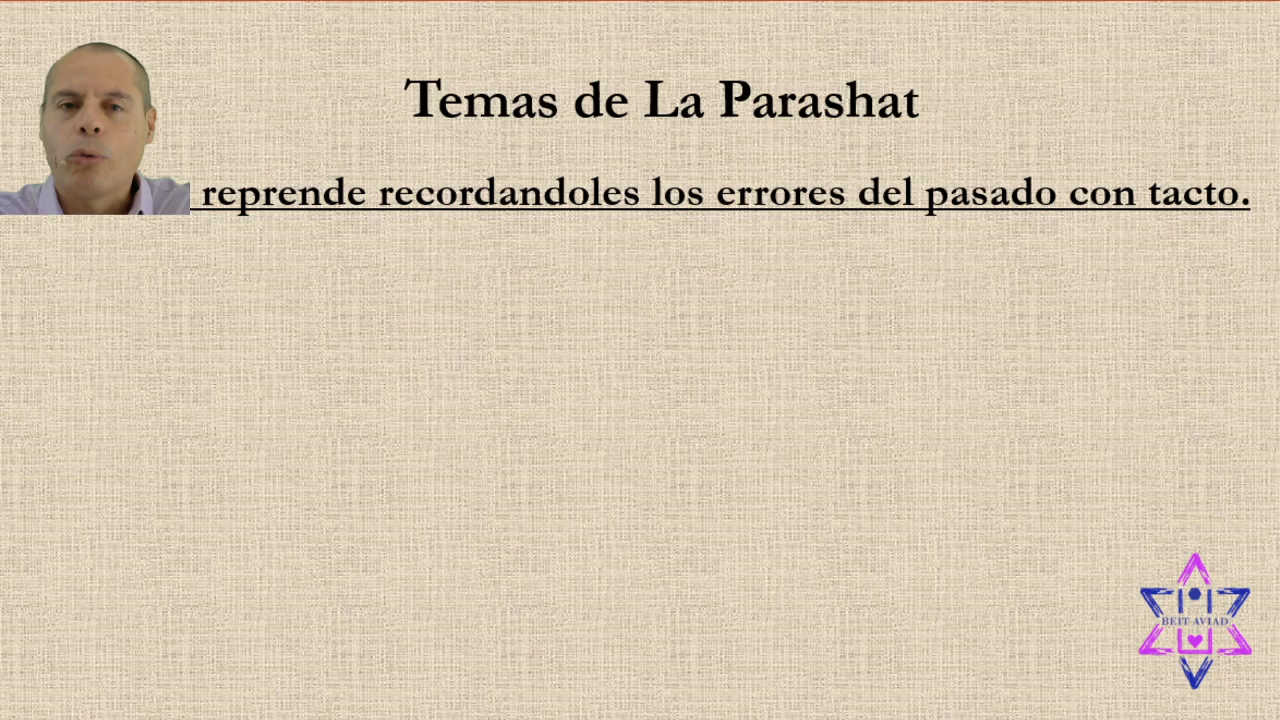 Temas de La Parashat
reprende recordandoles los errores del pasado con tacto.
BEIT AVIAD